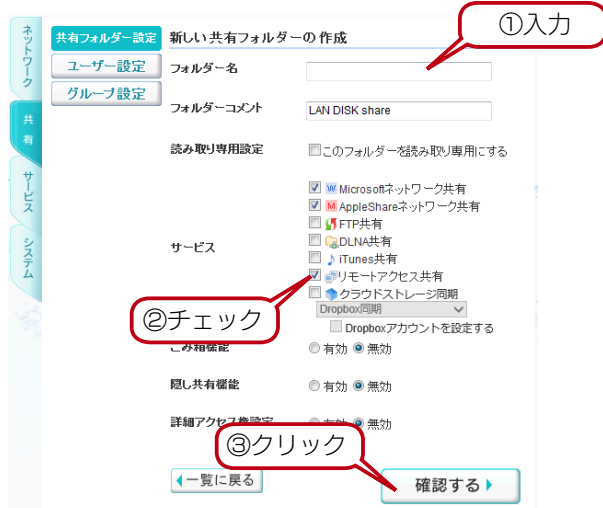 ①入力
ネットワーク
共有
サービス
システム
共有フォルダー設定
ユーザー設定
グループ設定
新しい共有フォルダーの作成
フォルダー名
フォルダーコメント
LAN DISK share
読み取り専用設定
このフォルダーを読み取り専用にする
サービス
Microsoftネットワーク共有
AppleShareネットワーク共有
FTP共有
DLNA共有
iTunes共有
リモートアクセス共有
クラウドストレージ同期
Dropbox同期
Dropboxアカウントを設定する
②チェック
ごみ箱機能
有効 無効
隠し共有機能
有効 無効
詳細アクセス権設定
有効 無効
③クリック
一覧に戻る
確認する